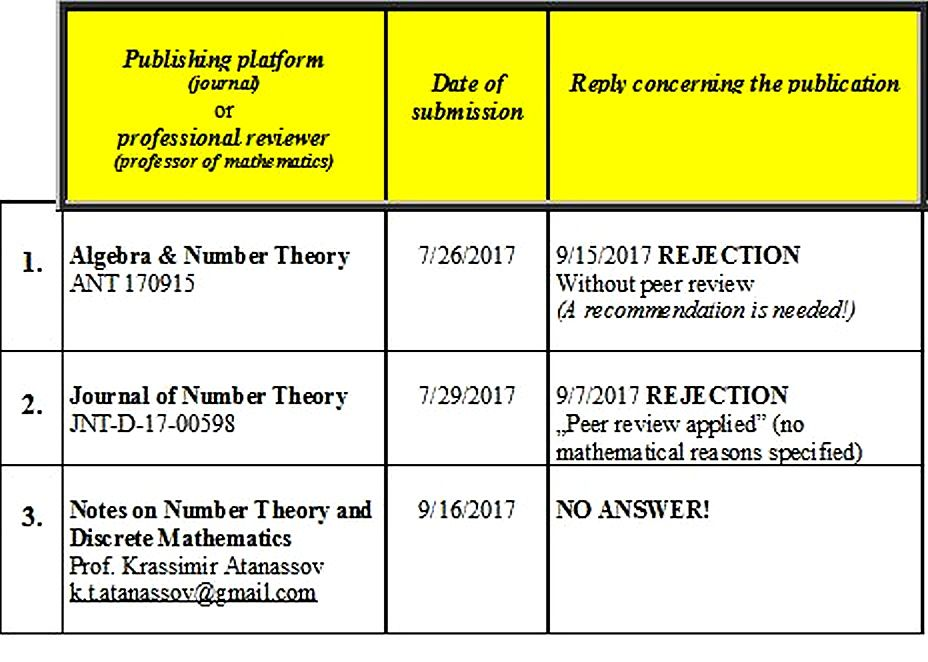 Publishing platform
(journal)
or
professional reviewer
(professor of mathematics)
Date of
submission
Reply concerning the publication
1.
Algebra & Number Theory
ANT 170915
7/26/2017
9/15/2017 REJECTION
Without peer review
(A recommendation is needed!)
2.
Journal of Number Theory
JNT-D-17-00598
7/29/2017
9/7/2017 REJECTION
„Peer review applied” (no
mathematical reasons specified)
3.
Notes on Number Theory and
Discrete Mathematics
Prof. Krassimir Atanassov
k.t.atanassov@gmail.com
9/16/2017
NO ANSWER!